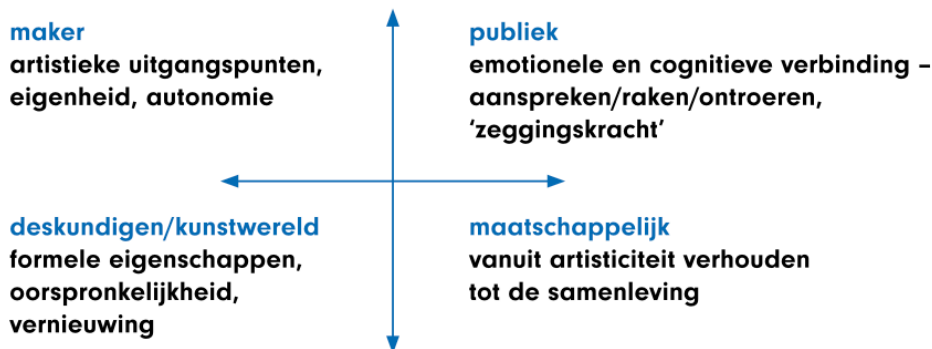 maker
artistieke uitgangspunten,
eigenheid, autonomie
publiek
emotionele en cognitieve verbinding –
aanspreken/raken/ontroeren,
‘zeggingskracht’
deskundigen/kunstwereld
formele eigenschappen,
oorspronkelijkheid,
vernieuwing
maatschappelijk
vanuit artisticiteit verhouden
tot de samenleving